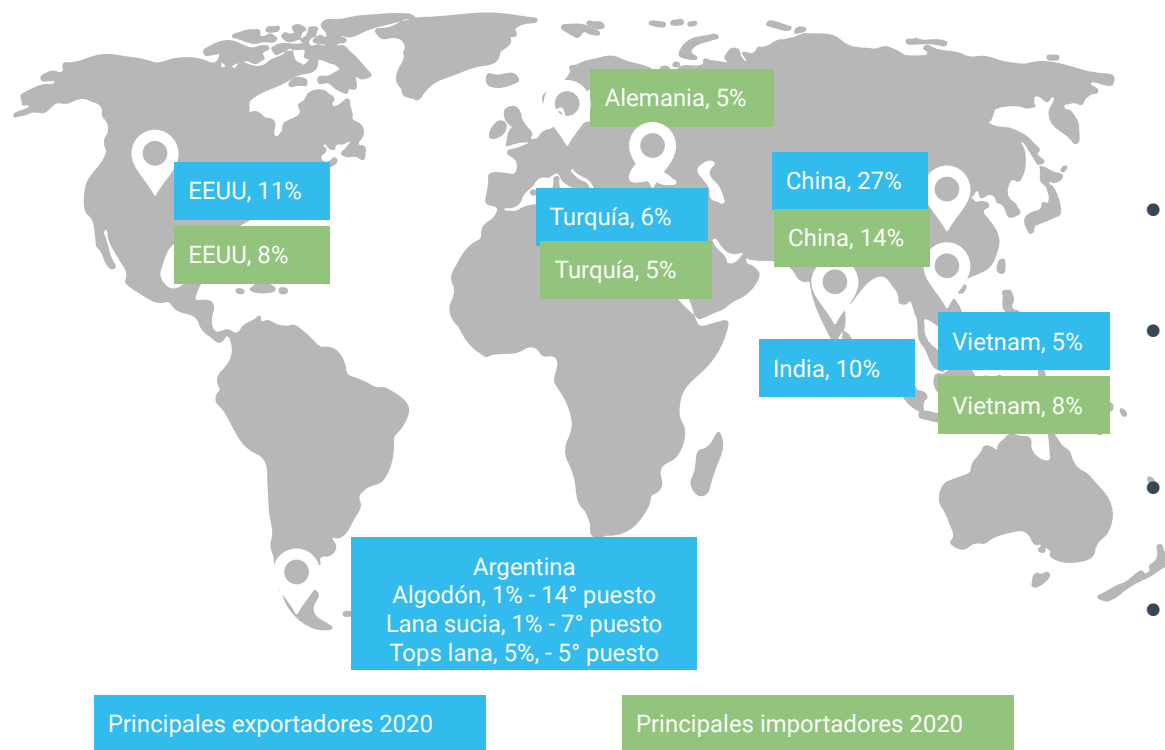 Alemania, 5%
EEUU, 11%
China, 27%
Turquía, 6%
EEUU, 8%
China, 14%
Turquía, 5%
Vietnam, 5%
India, 10%
Vietnam, 8%
Argentina
Algodón, 1% - 14° puesto
Lana sucia, 1% - 7° puesto
Tops lana, 5%, - 5° puesto
Principales exportadores 2020
Principales importadores 2020